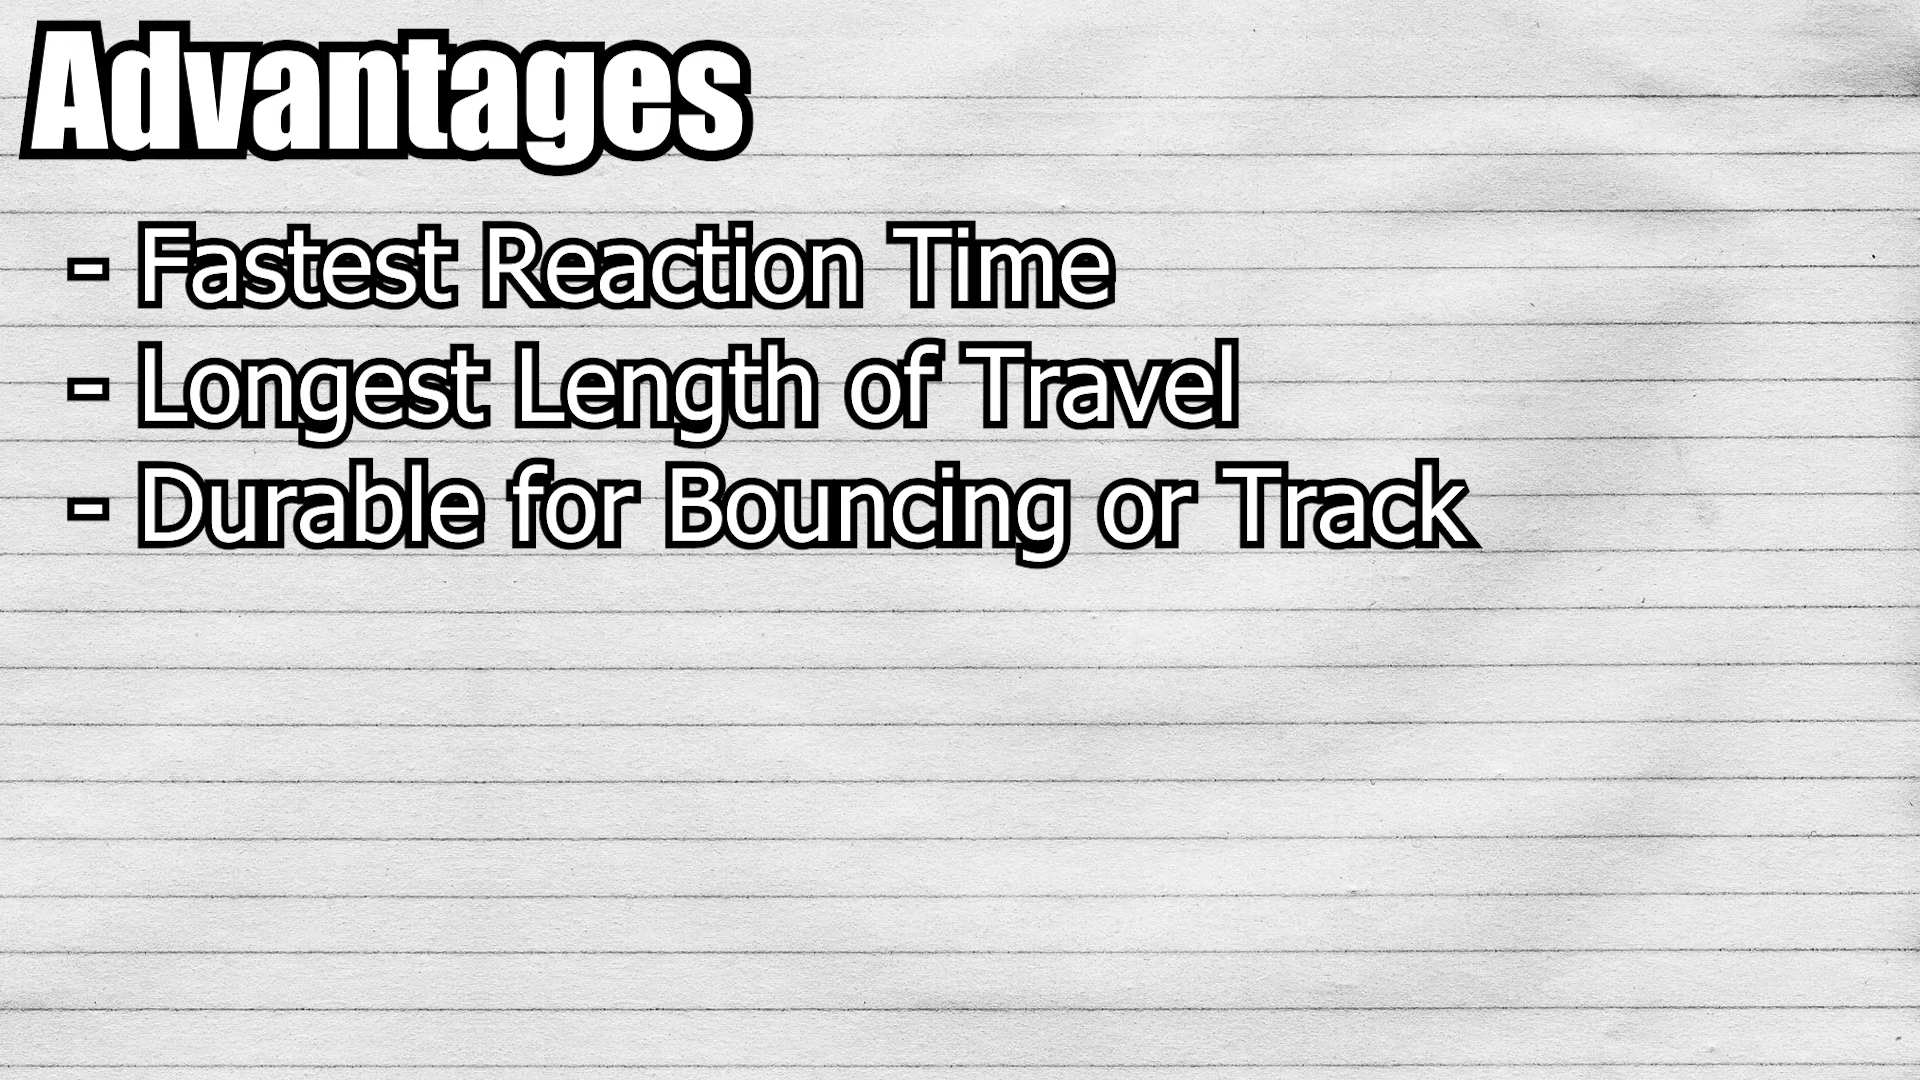 Advantages
- Fastest Reaction Time
- Longest Length of Travel
- Durable for Bouncing or Track